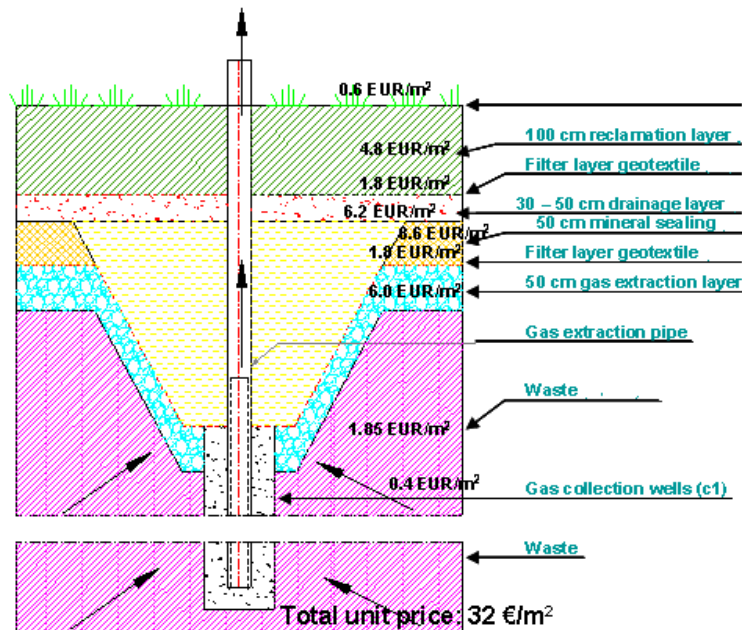 0.6 EUR/m²
100 cm reclamation layer
4.8 EUR/m²
Filter layer geotextile
1.8 EUR/m²
30 – 50 cm drainage layer
6.2 EUR/m²
50 cm mineral sealing
8.6 EUR/m²
Filter layer geotextile
1.8 EUR/m²
50 cm gas extraction layer
6.0 EUR/m²
Gas extraction pipe
Waste
1.85 EUR/m²
0.4 EUR/m²
Gas collection wells (c1)
Waste
Total unit price: 32 €/m²